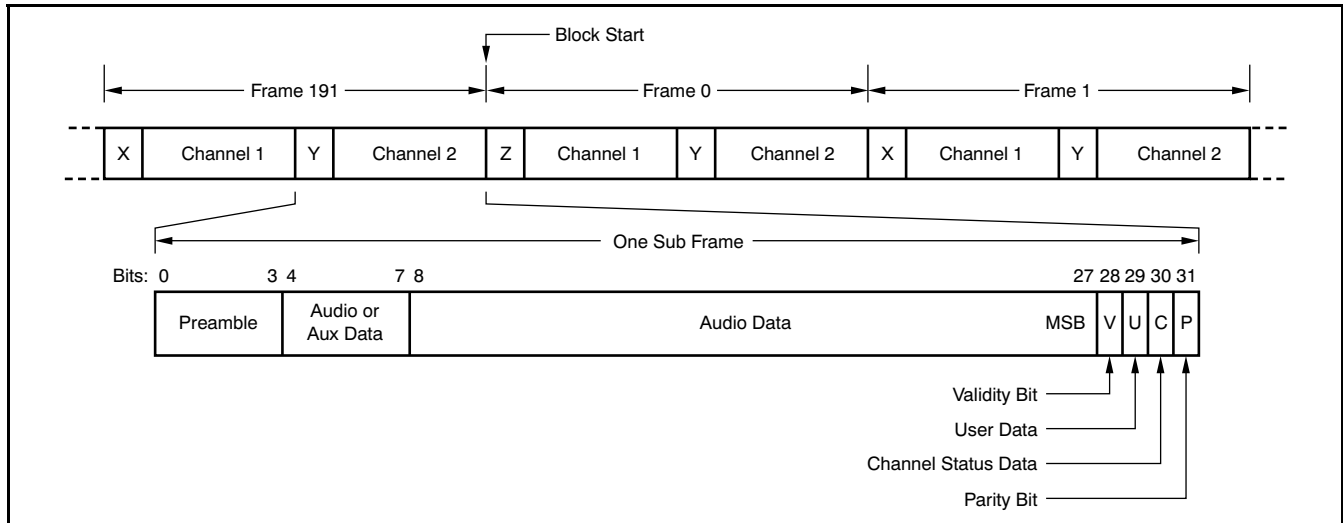 Block Start
Frame 191 Frame 0 Frame 1
X Channel 1 Y Channel 2 Z Channel 1 Y Channel 2 X Channel 1 Y Channel 2
One Sub Frame
Bits: 0 3 4 7 8 27 28 29 30 31
Preamble Audio or Aux Data Audio Data MSB V U C P
Validity Bit
User Data
Channel Status Data
Parity Bit